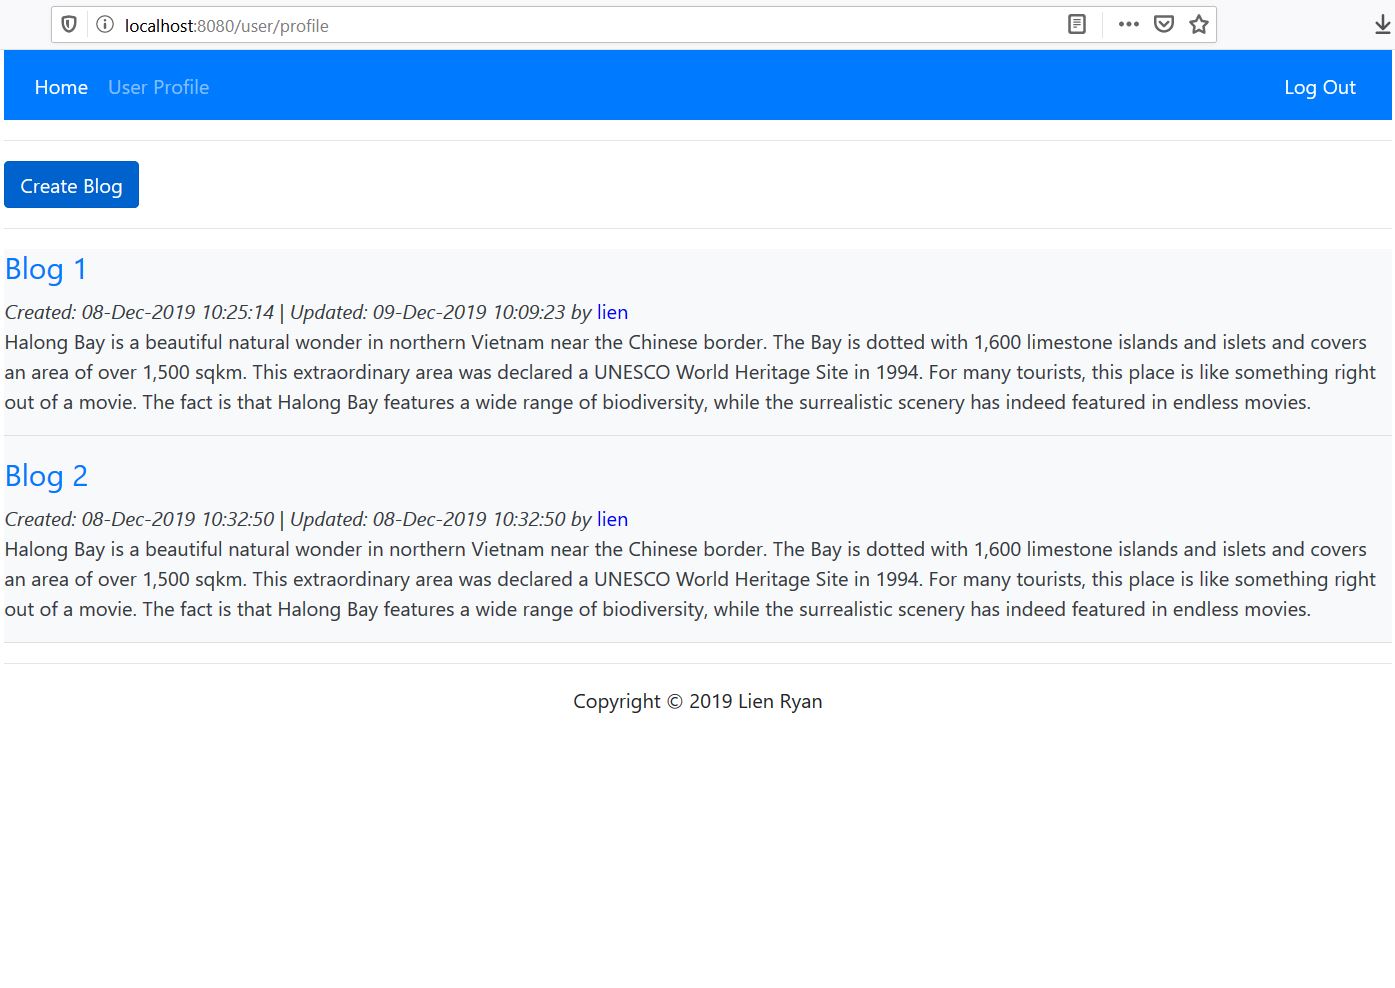 localhost:8080/user/profile
Home User Profile Log Out
Create Blog
Blog 1
Created: 08-Dec-2019 10:25:14 | Updated: 09-Dec-2019 10:09:23 by lien
Halong Bay is a beautiful natural wonder in northern Vietnam near the Chinese border. The Bay is dotted with 1,600 limestone islands and islets and covers
an area of over 1,500 sqkm. This extraordinary area was declared a UNESCO World Heritage Site in 1994. For many tourists, this place is like something right
out of a movie. The fact is that Halong Bay features a wide range of biodiversity, while the surrealistic scenery has indeed featured in endless movies.
Blog 2
Created: 08-Dec-2019 10:32:50 | Updated: 08-Dec-2019 10:32:50 by lien
Halong Bay is a beautiful natural wonder in northern Vietnam near the Chinese border. The Bay is dotted with 1,600 limestone islands and islets and covers
an area of over 1,500 sqkm. This extraordinary area was declared a UNESCO World Heritage Site in 1994. For many tourists, this place is like something right
out of a movie. The fact is that Halong Bay features a wide range of biodiversity, while the surrealistic scenery has indeed featured in endless movies.
Copyright © 2019 Lien Ryan